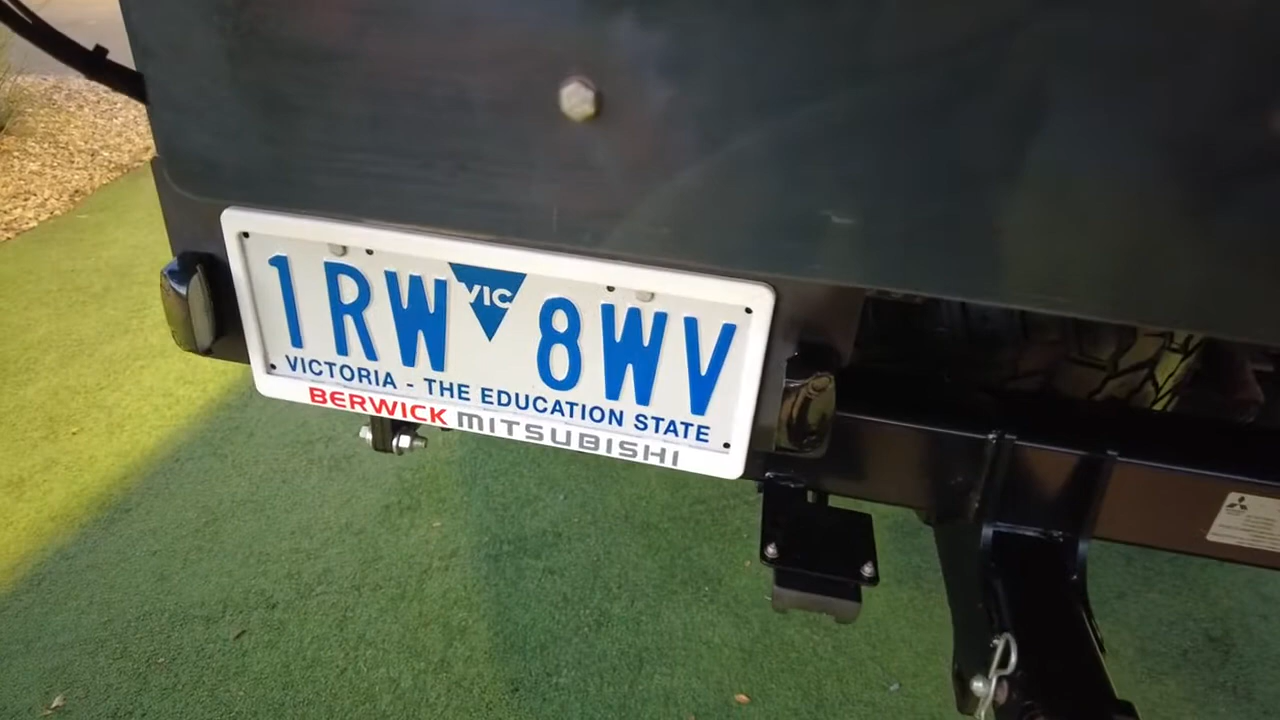 1RW VIC 8WV
VICTORIA - THE EDUCATION STATE
BERWICK MITSUBISHI